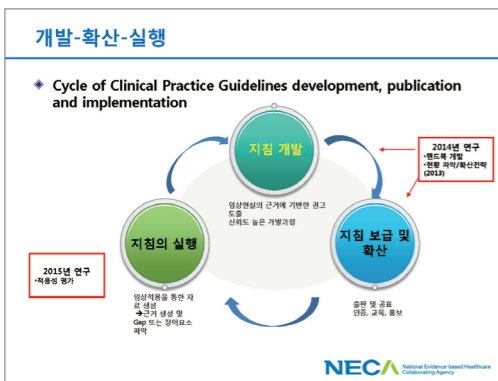 개발-확산-실행
Cycle of Clinical Practice Guidelines development, publication
and implementation
지침 개발
임상현실의 근거에 기반한 권고
도출
신뢰도 높은 개발과정
2014년 연구
•핸드북 개발
•현황 파악/확산전략
(2013)
지침 보급 및
확산
출판 및 공표
인증, 교육, 홍보
지침의 실행
임상적용을 통한 자
료 생성
→근거 생성 및
Gap 또는 장애요소
파악
2015년 연구
•적용성 평가
NECA National Evidence-based Healthcare
Collaborating Agency